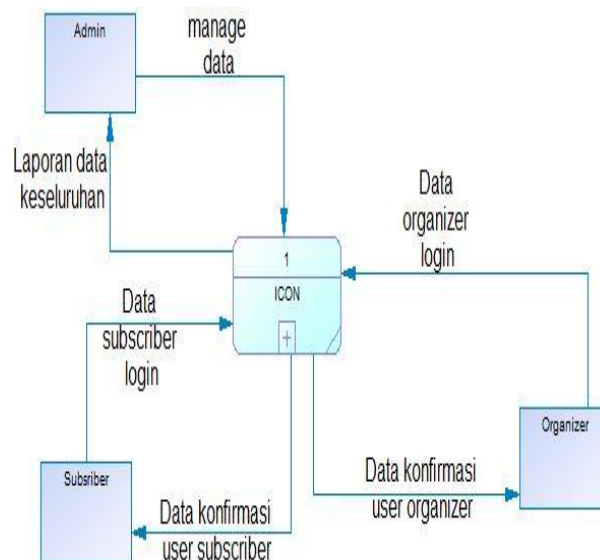 Admin
manage
data
Laporan data
keseluruhan
Data
organizer
login
1
ICON
Data
subscriber
login
Organizer
Subsriber
Data konfirmasi
user organizer
Data konfirmasi
user subscriber